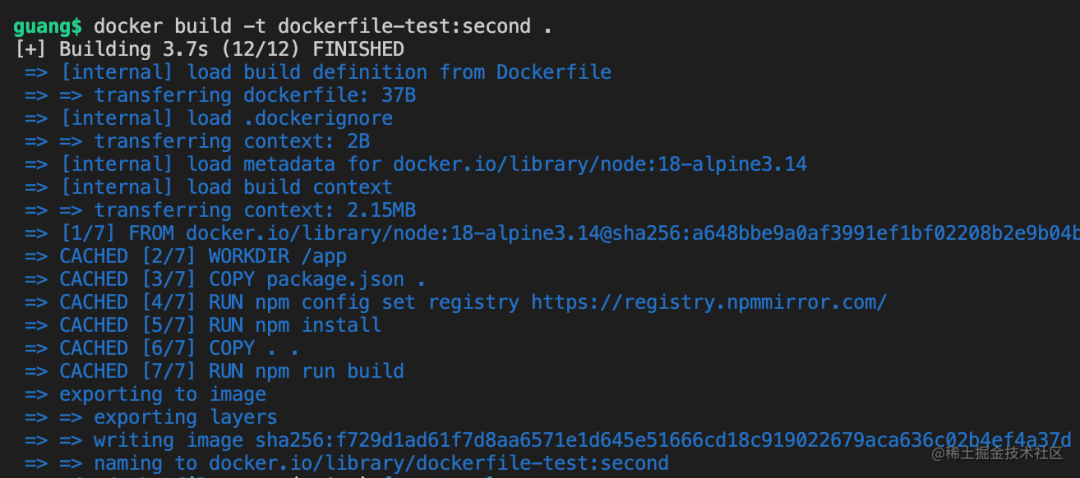 guang$ docker build -t dockerfile-test:second .
[+] Building 3.7s (12/12) FINISHED
=> [internal] load build definition from Dockerfile
=> => transferring dockerfile: 37B
=> [internal] load .dockerignore
=> => transferring context: 2B
=> [internal] load metadata for docker.io/library/node:18-alpine3.14
=> [internal] load build context
=> => transferring context: 2.15MB
=> [1/7] FROM docker.io/library/node:18-alpine3.14@sha256:a648bbe9a0af3991ef1bf02208b2e9b04b
=> CACHED [2/7] WORKDIR /app
=> CACHED [3/7] COPY package.json .
=> CACHED [4/7] RUN npm config set registry https://registry.npmmirror.com/
=> CACHED [5/7] RUN npm install
=> CACHED [6/7] COPY . .
=> CACHED [7/7] RUN npm run build
=> exporting to image
=> => exporting layers
=> => writing image sha256:f729d1ad61f7d8aa6571e1d645e51666cd18c919022679aca636c02b4ef4a37d
=> => naming to docker.io/library/dockerfile-test:second
@稀土掘金技术社区